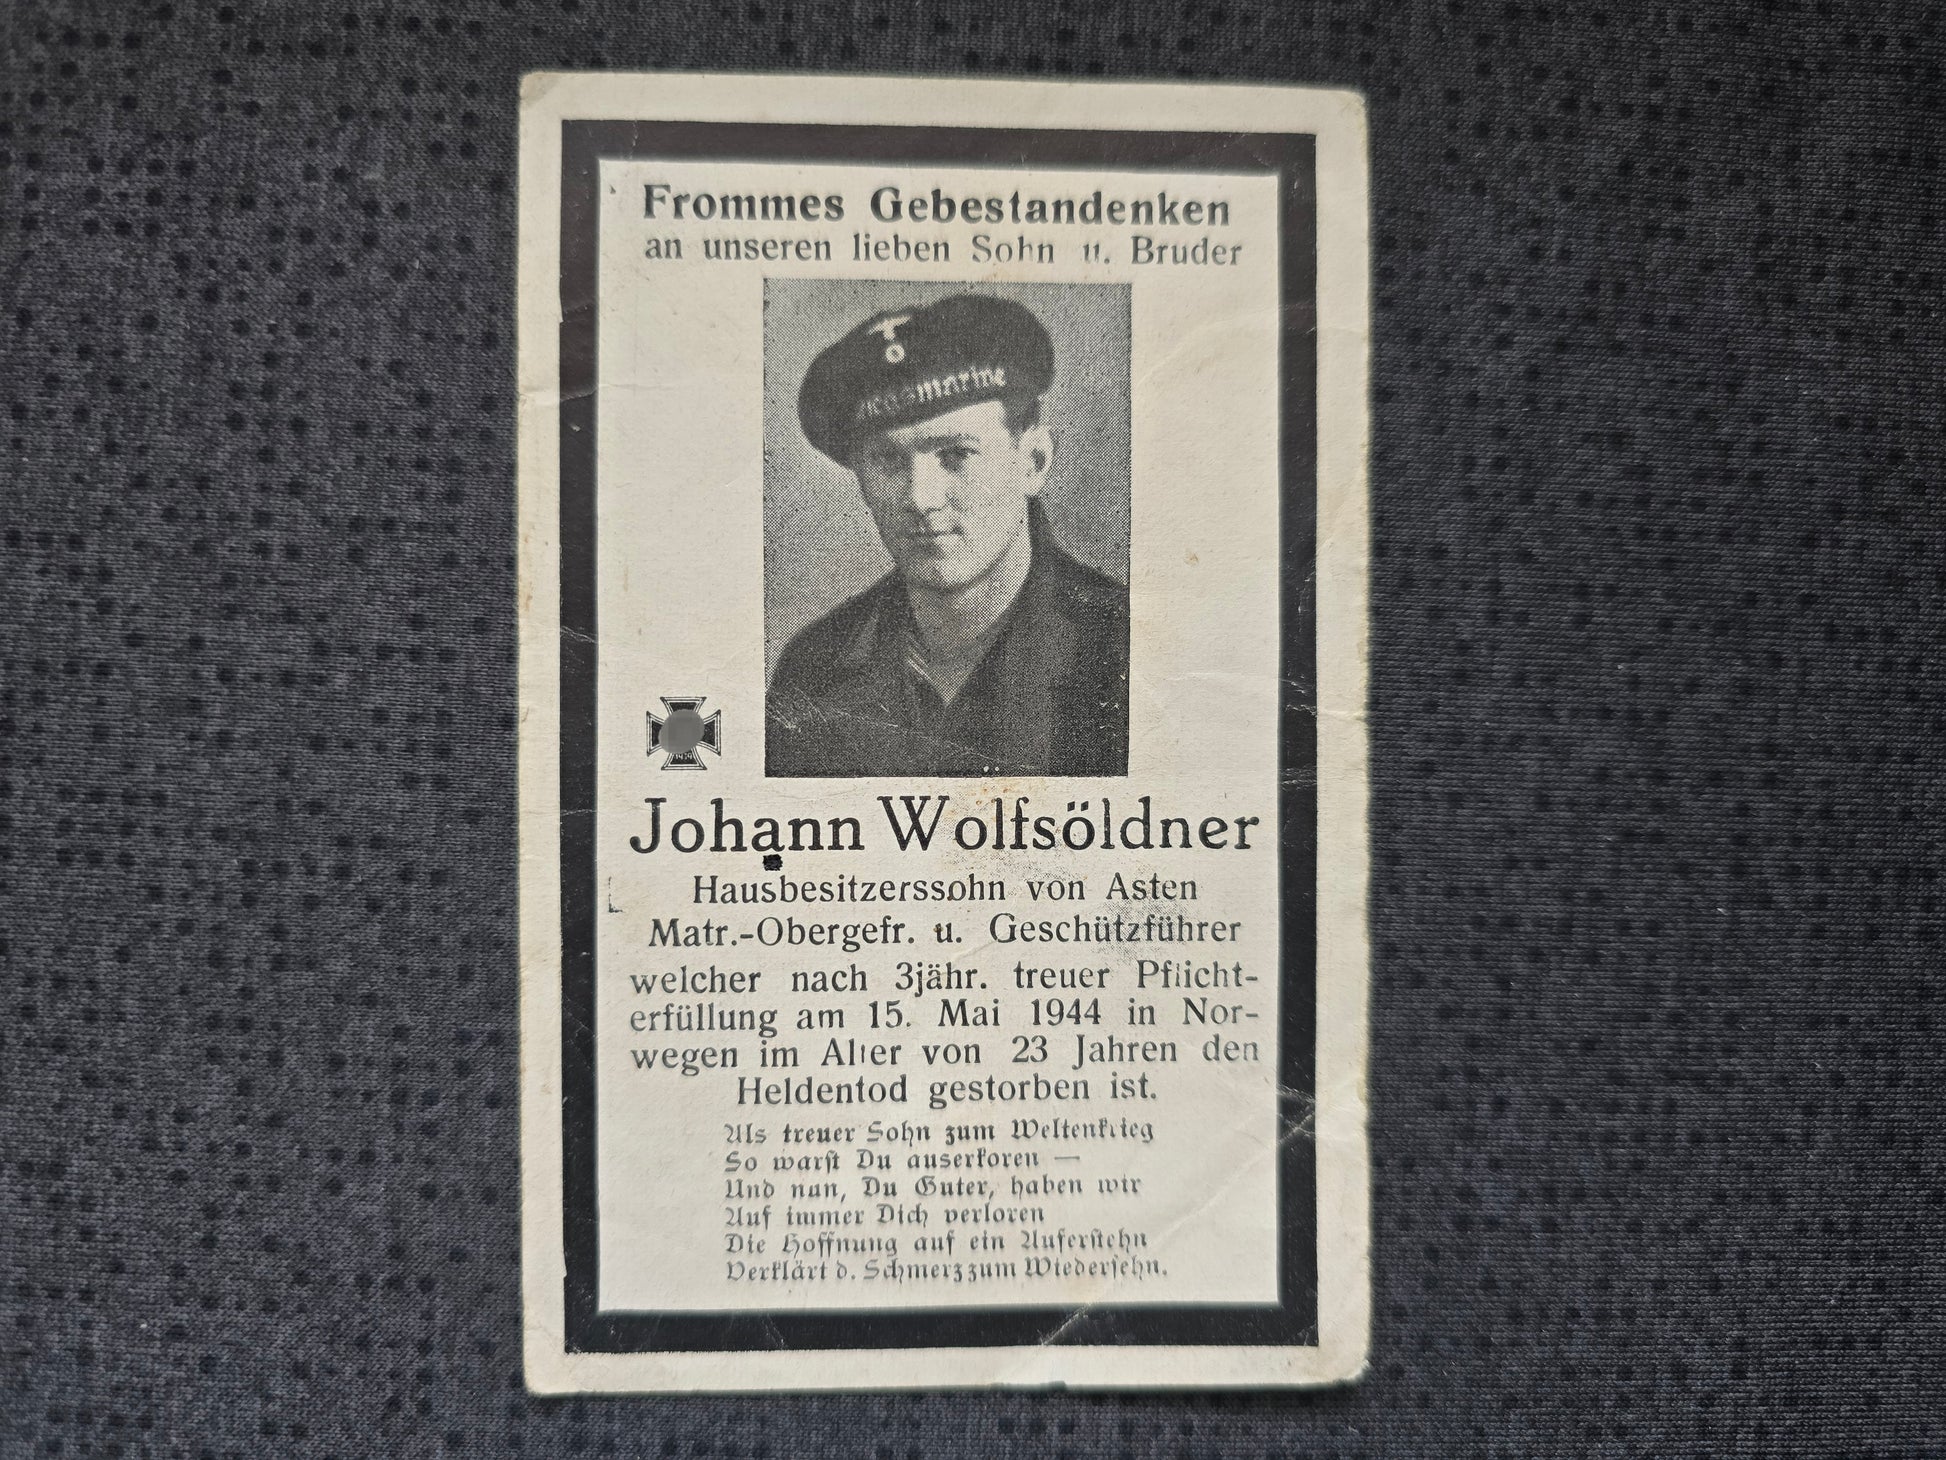 Frommes Gebetsandenken
an unseren lieben Sohn u. Bruder
Kriegsmarine
Johann Wolfsöldner
Hausbesitzerssohn von Asten
Matr.-Obergefr. u. Geschützführer
welcher nach 3jähr. treuer Pflicht-
erfüllung am 15. Mai 1944 in Nor-
wegen im Alter von 23 Jahren den
Heldentod gestorben ist.
Als treuer Sohn zum Weltenkrieg
So warst Du auserkoren —
Und nun, Du Guter, haben wir
Auf immer Dich verloren
Die Hoffnung auf ein Auferstehn
Verklärt d. Schmerz zum Wiedersehn.